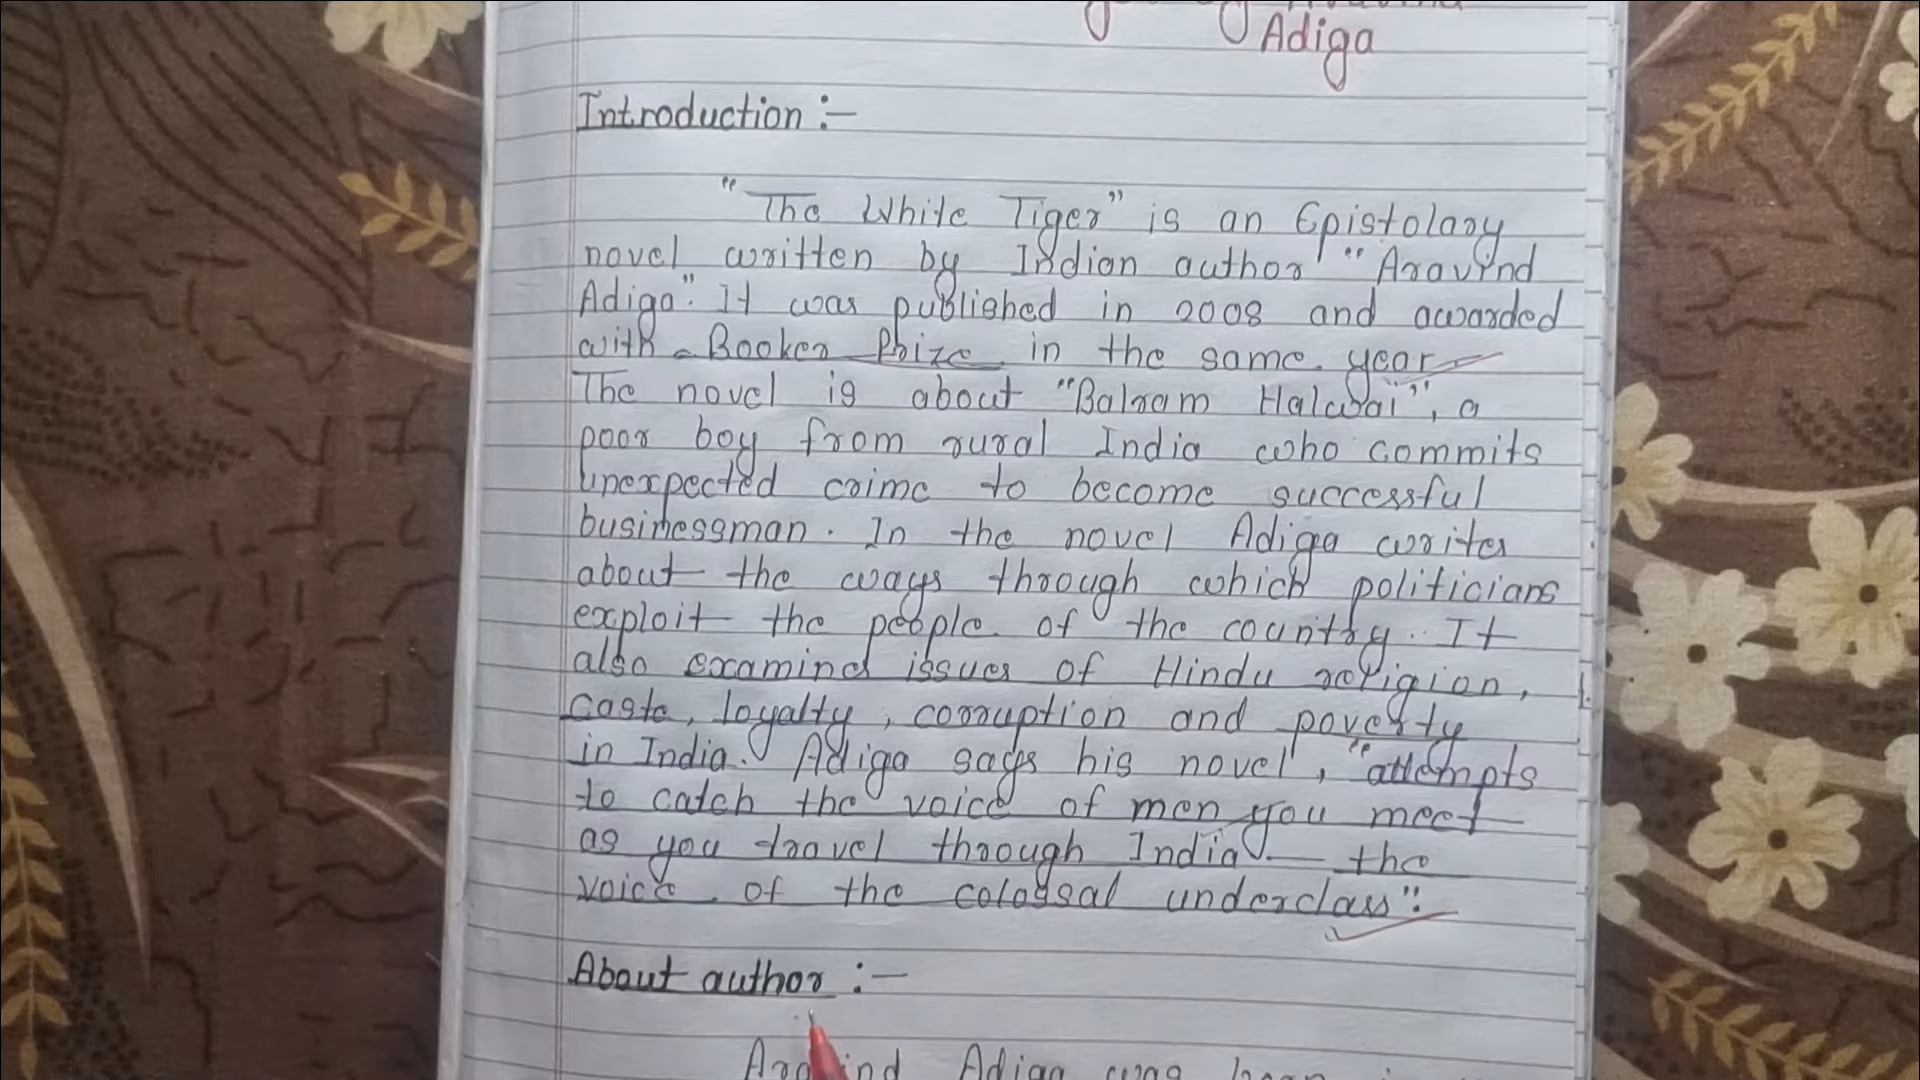 Adiga
Introduction :-
"The White Tiger" is an Epistolary
novel written by Indian author "Aravind
Adiga". It was published in 2008 and awarded
with Booker Prize in the same year
The novel is about "Balram Halwai", a
poor boy from rural India who commits
unexpected crime to become successful
businessman. In the novel Adiga writes
about the ways through which politicians
exploit the people of the country. It
also examined issues of Hindu religion,
caste, loyalty, corruption and poverty
in India. Adiga says his novel, "attempts
to catch the voice of men you meet
as you travel through India — the
voice of the colossal underclass".
About author :-
Adiga was born